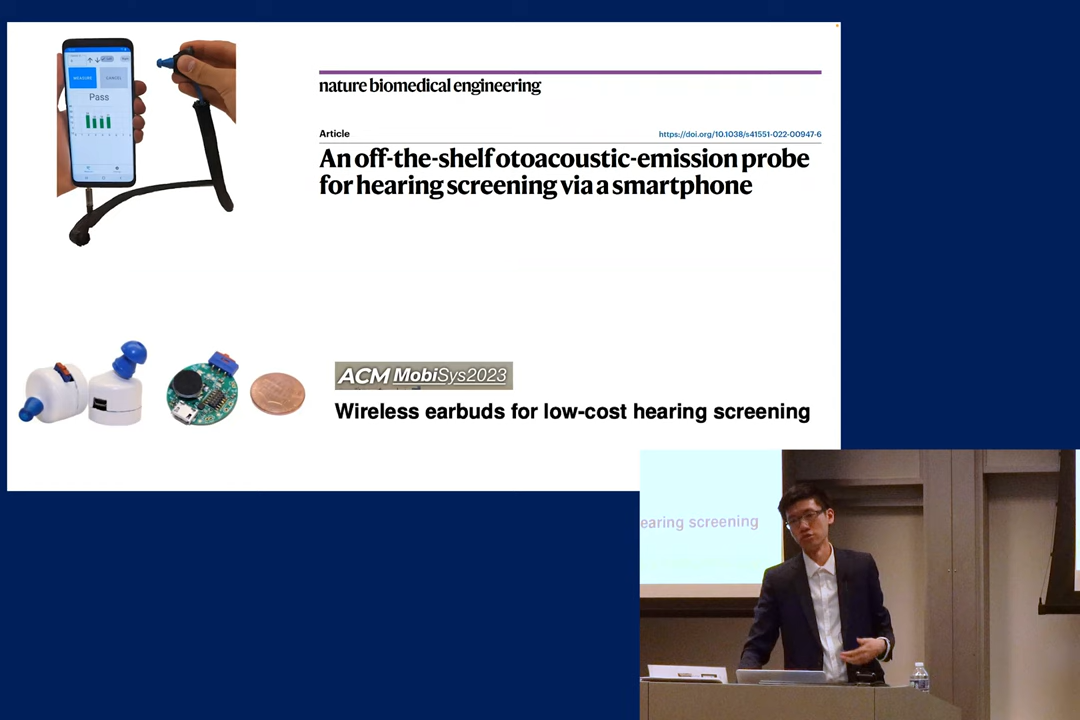 MEASURE
CANCEL
Pass
nature biomedical engineering
Article
https://doi.org/10.1038/s41551-022-00947-6
An off-the-shelf otoacoustic-emission probe
for hearing screening via a smartphone
ACM MobiSys2023
Wireless earbuds for low-cost hearing screening
earing screening